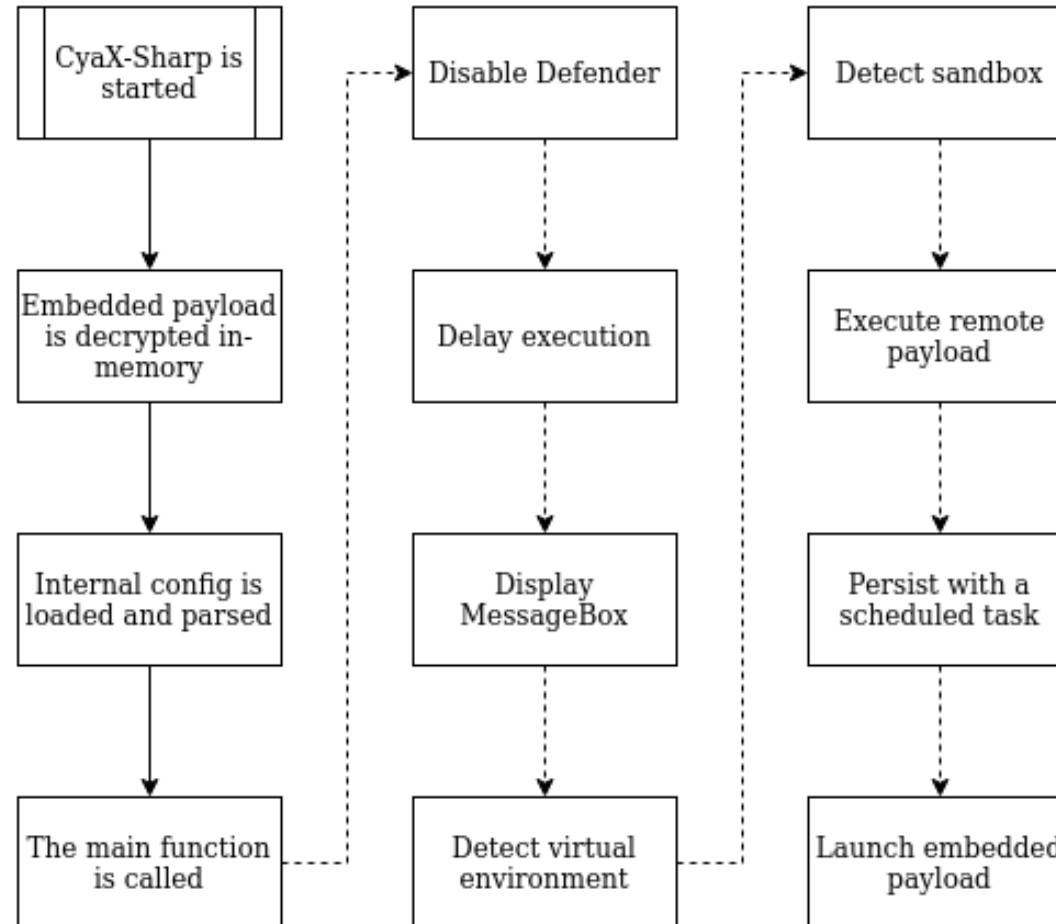 CyaX-Sharp is
started
Embedded payload
is decrypted in-
memory
Internal config is
loaded and parsed
The main function
is called
Disable Defender
Delay execution
Display
MessageBox
Detect virtual
environment
Detect sandbox
Execute remote
payload
Persist with a
scheduled task
Launch embedded
payload